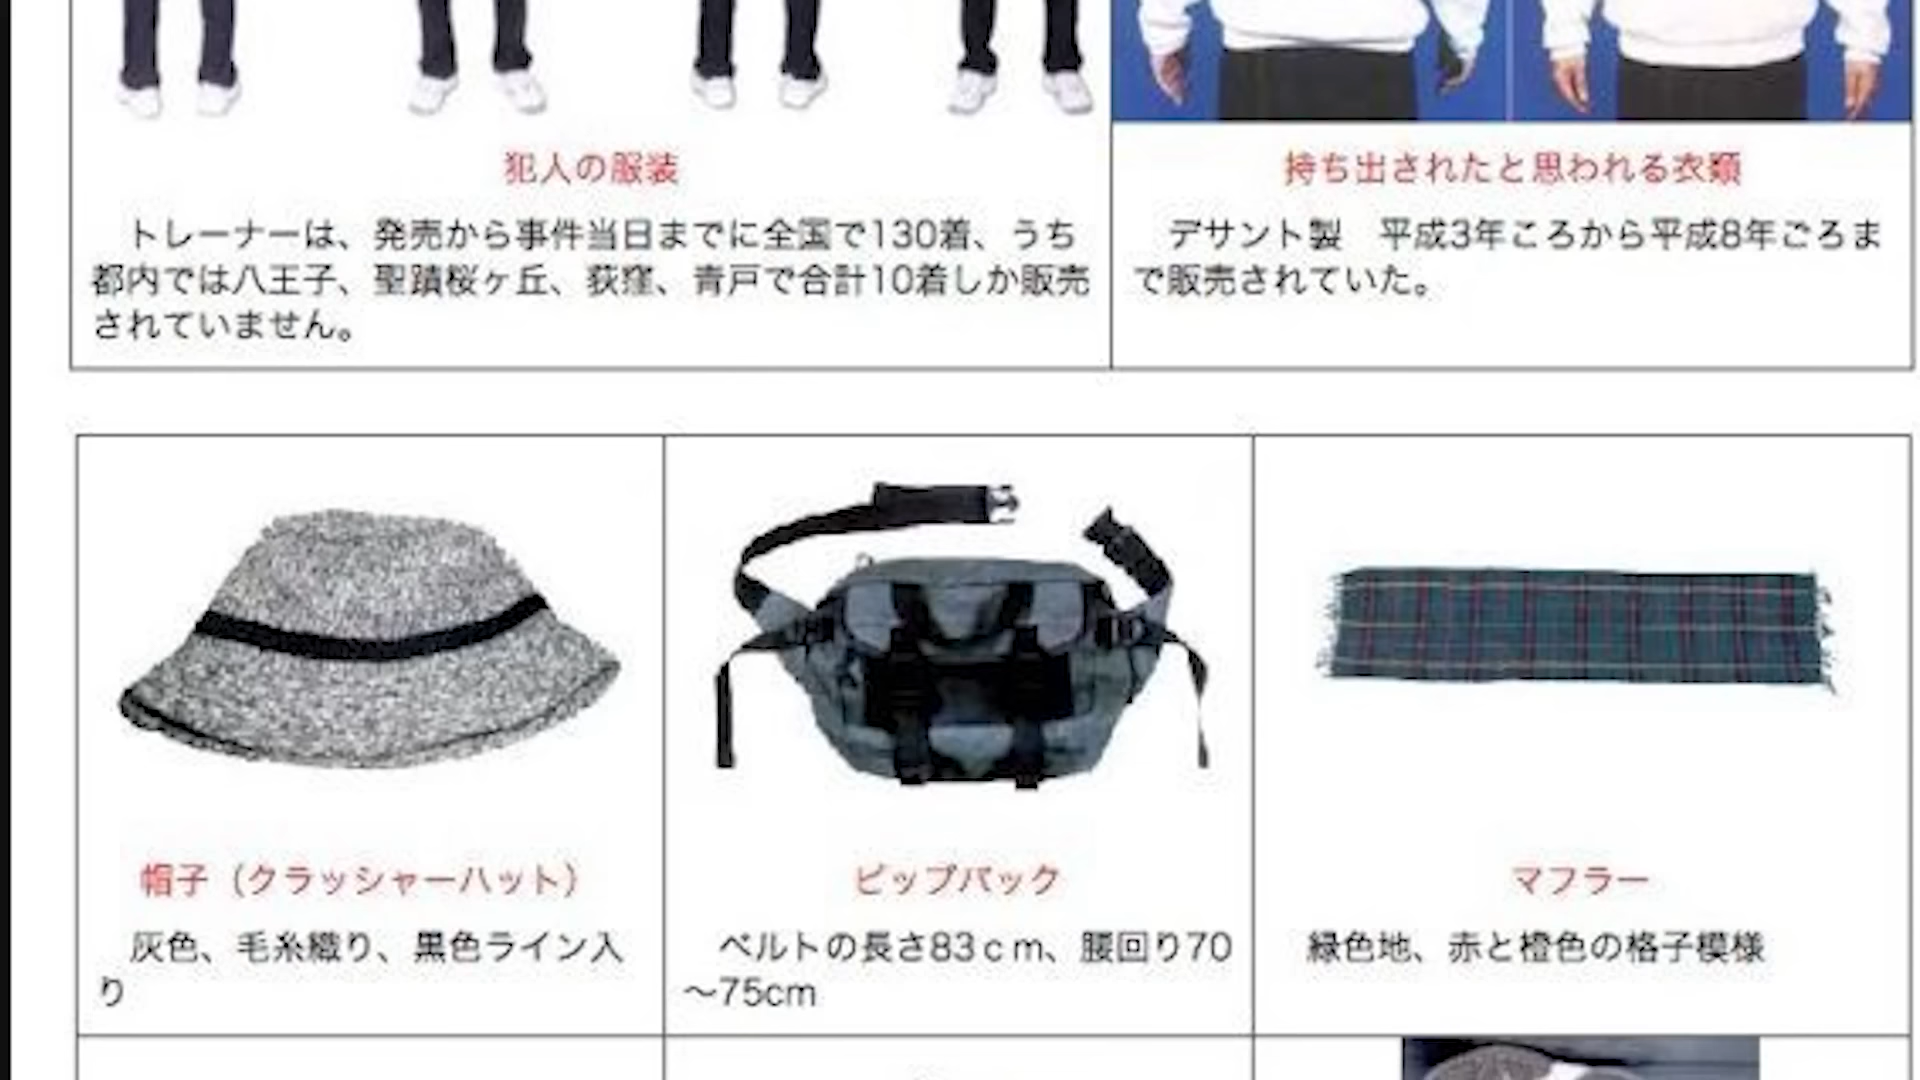 犯人の服装
トレーナーは、発売から事件当日までに全国で130着、うち
都内では八王子、聖蹟桜ヶ丘、荻窪、青戸で合計10着しか販売
されていません。
持ち出されたと思われる衣類
デサント製　平成3年ころから平成8年ごろま
で販売されていた。
帽子（クラッシャーハット）
灰色、毛糸織り、黒色ライン入
り
ヒップバック
ベルトの長さ83ｃｍ、腰回り70
～75cm
マフラー
緑色地、赤と橙色の格子模様